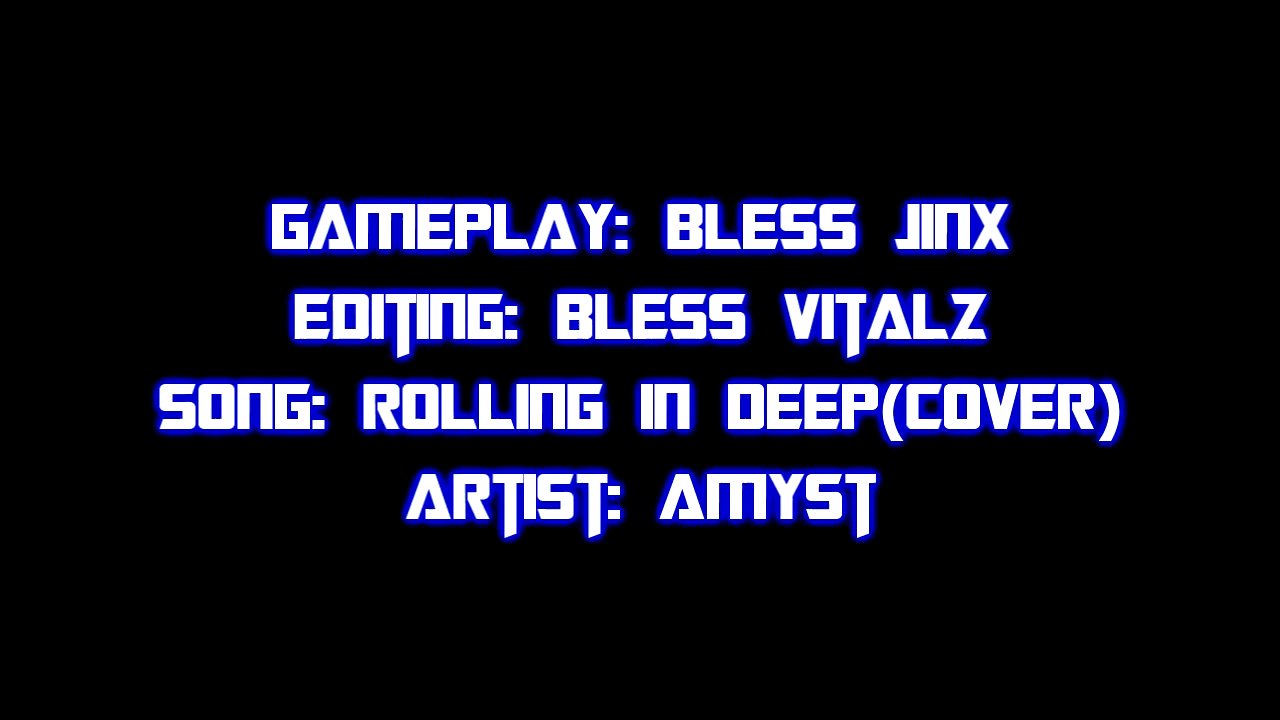 GAMEPLAY: BLESS JINX
EDITING: BLESS VITALZ
SONG: ROLLING IN DEEP(COVER)
ARTIST: AMYST